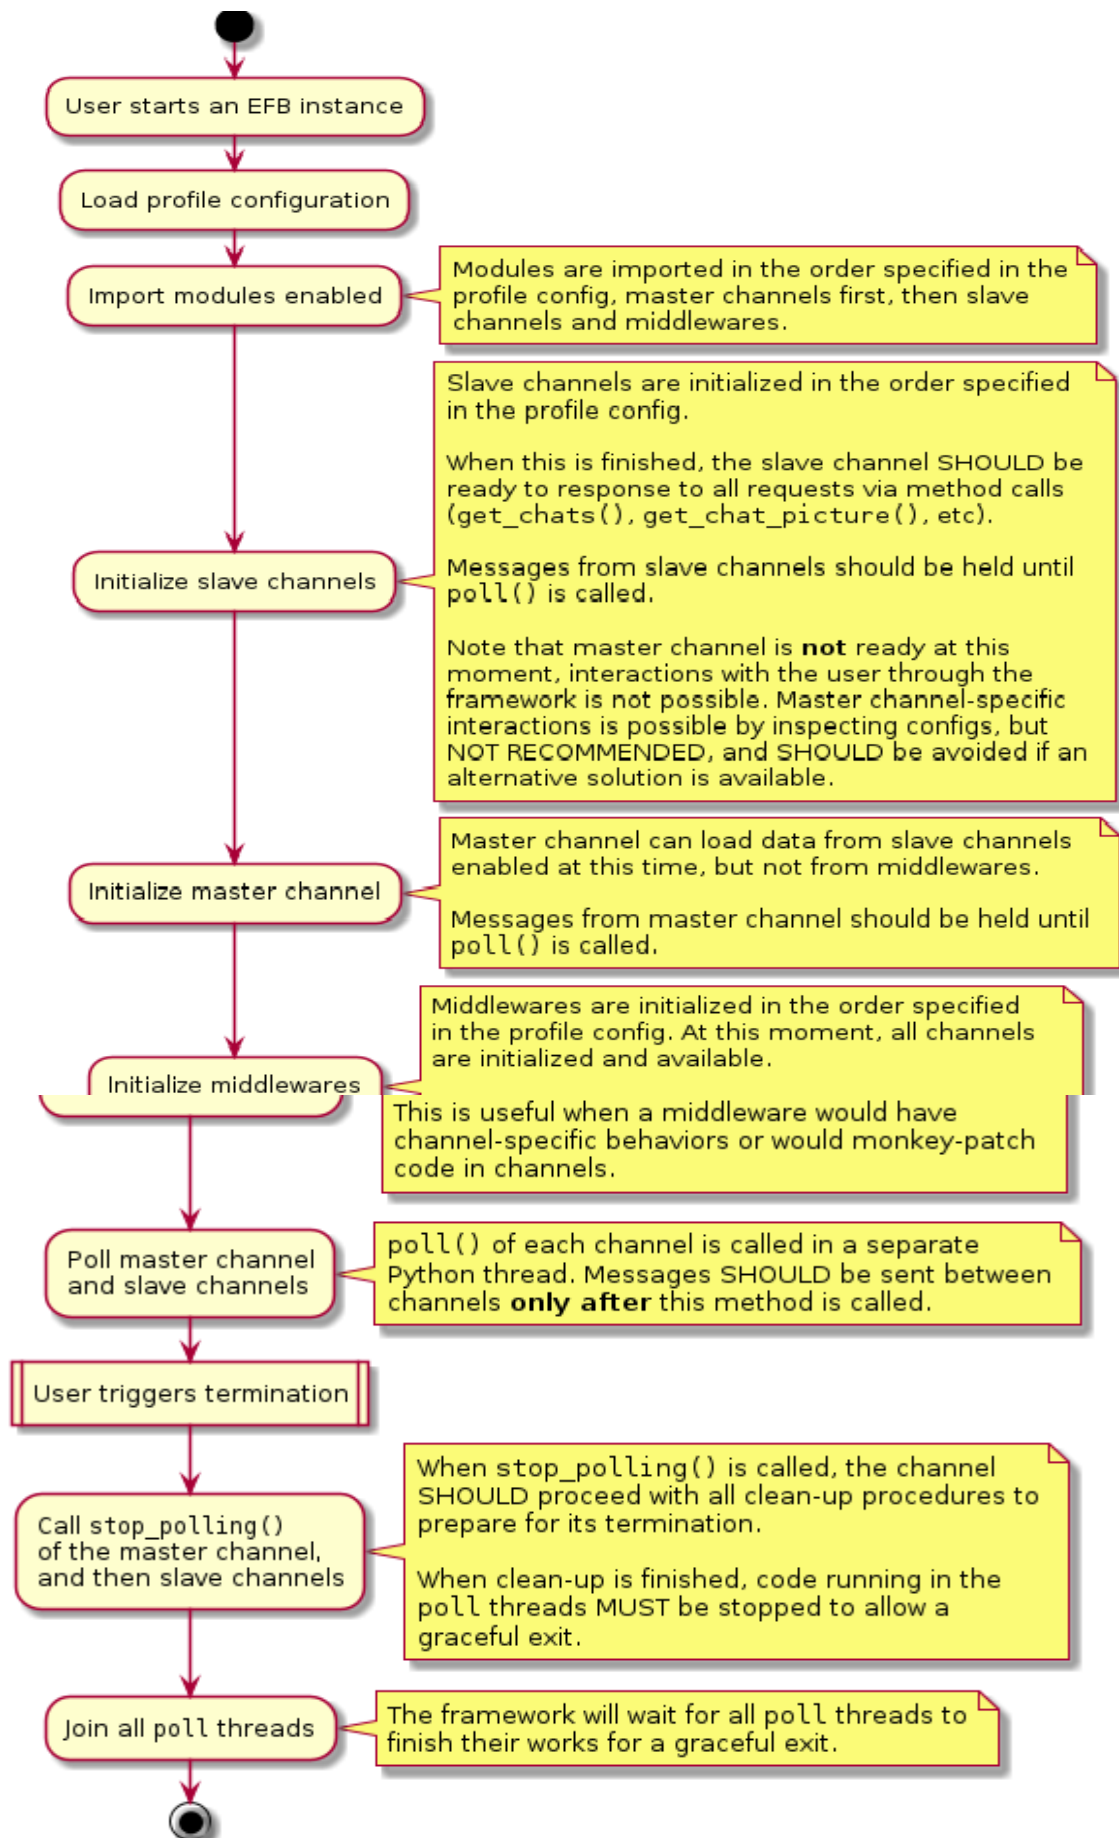 User starts an EFB instance
Load profile configuration
Import modules enabled
Modules are imported in the order specified in the
profile config, master channels first, then slave
channels and middlewares.
Slave channels are initialized in the order specified
in the profile config.
When this is finished, the slave channel SHOULD be
ready to response to all requests via method calls
(get_chats(), get_chat_picture(), etc).
Messages from slave channels should be held until
poll() is called.
Note that master channel is not ready at this
moment, interactions with the user through the
framework is not possible. Master channel-specific
interactions is possible by inspecting configs, but
NOT RECOMMENDED, and SHOULD be avoided if an
alternative solution is available.
Initialize slave channels
Master channel can load data from slave channels
enabled at this time, but not from middlewares.
Messages from master channel should be held until
poll() is called.
Initialize master channel
Middlewares are initialized in the order specified
in the profile config. At this moment, all channels
are initialized and available.
Initialize middlewares
This is useful when a middleware would have
channel-specific behaviors or would monkey-patch
code in channels.
Poll master channel
and slave channels
poll() of each channel is called in a separate
Python thread. Messages SHOULD be sent between
channels only after this method is called.
User triggers termination
When stop_polling() is called, the channel
SHOULD proceed with all clean-up procedures to
prepare for its termination.
When clean-up is finished, code running in the
poll threads MUST be stopped to allow a
graceful exit.
Call stop_polling()
of the master channel,
and then slave channels
Join all poll threads
The framework will wait for all poll threads to
finish their works for a graceful exit.